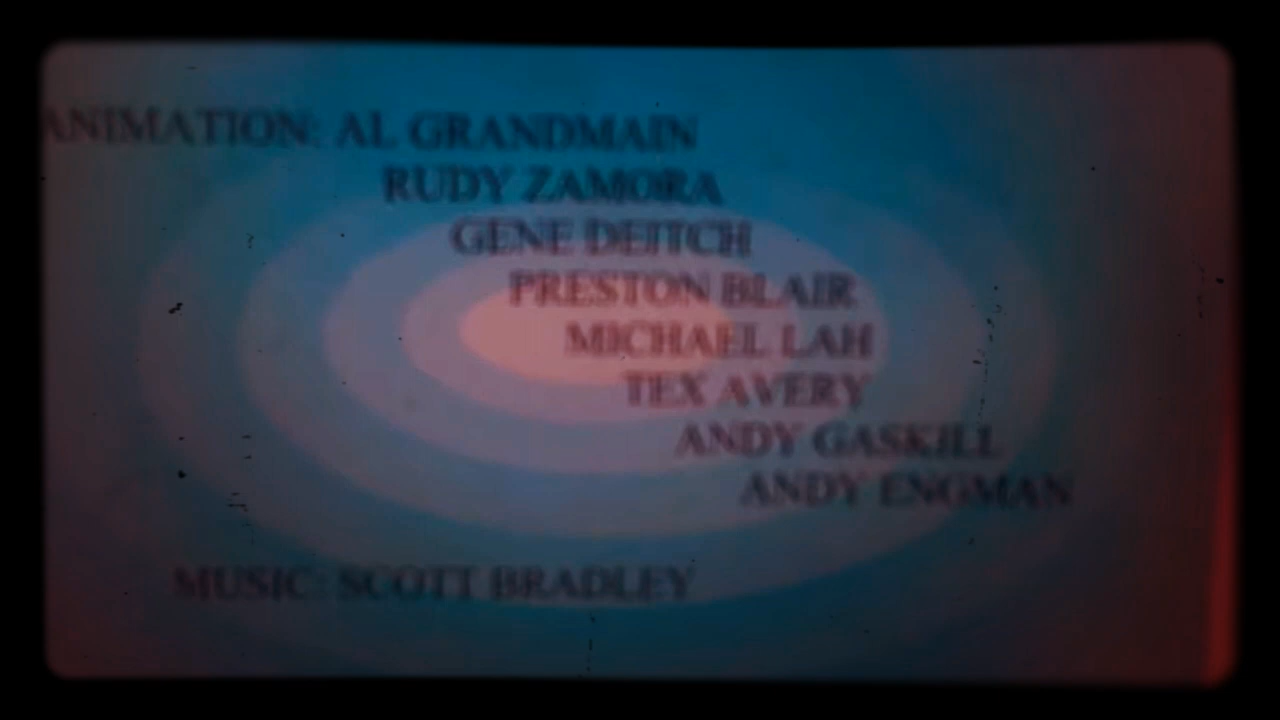 ANIMATION: AL GRANDMAIN
RUDY ZAMORA
GENE DEITCH
PRESTON BLAIR
MICHAEL LAH
TEX AVERY
ANDY GASKILL
ANDY ENGMAN
MUSIC: SCOTT BRADLEY